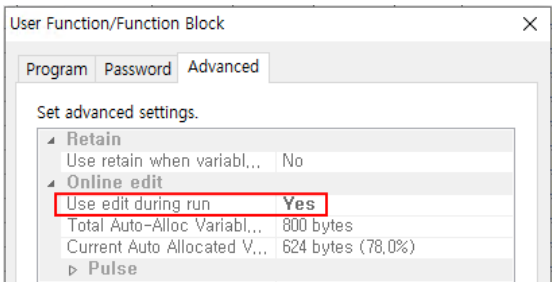 User Function/Function Block
Program Password Advanced
Set advanced settings.
Retain
Use retain when variabl... No
Online edit
Use edit during run Yes
Total Auto-Alloc Variabl... 800 bytes
Current Auto Allocated V... 624 bytes (78,0%)
Pulse